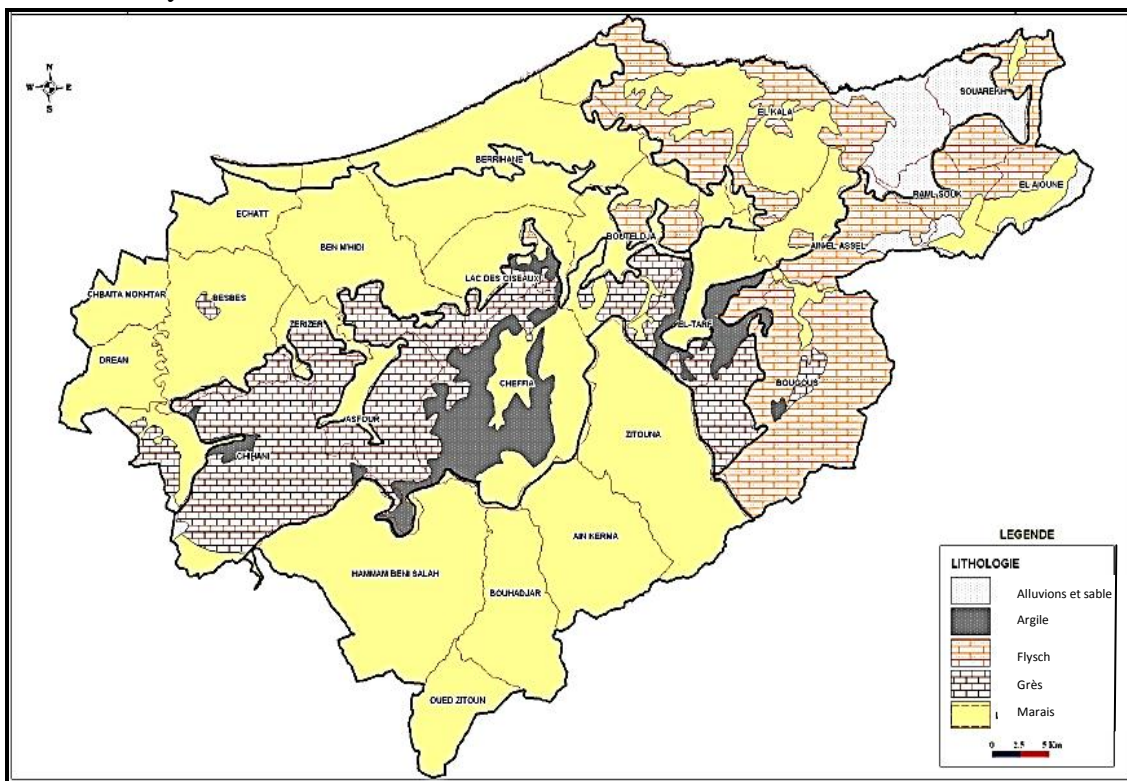 N
W E
S
SOUAREKH
EL KALA
BERRIHANE
EL AIOUNE
RAML SOUK
ECHATT
BEN M'HIDI
BOUTELDJA
AIN EL ASSEL
LAC DES OISEAUX
CHBAITA MOKHTAR
BESBES
ZERIZER
EL-TARF
DREAN
CHEFFIA
BOUGOUS
ASFOUR
ZITOUNA
CHIHANI
AIN KERMA
HAMMAM BENI SALAH
BOUHADJAR
OUED ZITOUN
LEGENDE
LITHOLOGIE
Alluvions et sable
Argile
Flysch
Grès
Marais
0 2.5 5 Km